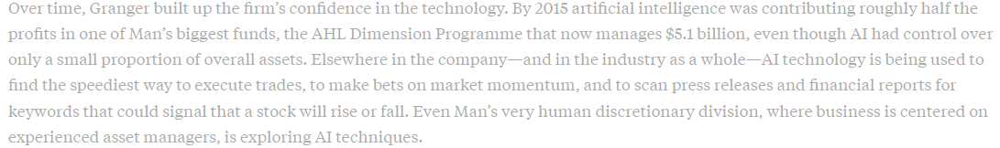 Over time, Granger built up the firm’s confidence in the technology. By 2015 artificial intelligence was contributing roughly half the
profits in one of Man’s biggest funds, the AHL Dimension Programme that now manages $5.1 billion, even though AI had control over
only a small proportion of overall assets. Elsewhere in the company—and in the industry as a whole—AI technology is being used to
find the speediest way to execute trades, to make bets on market momentum, and to scan press releases and financial reports for
keywords that could signal that a stock will rise or fall. Even Man’s very human discretionary division, where business is centered on
experienced asset managers, is exploring AI techniques.